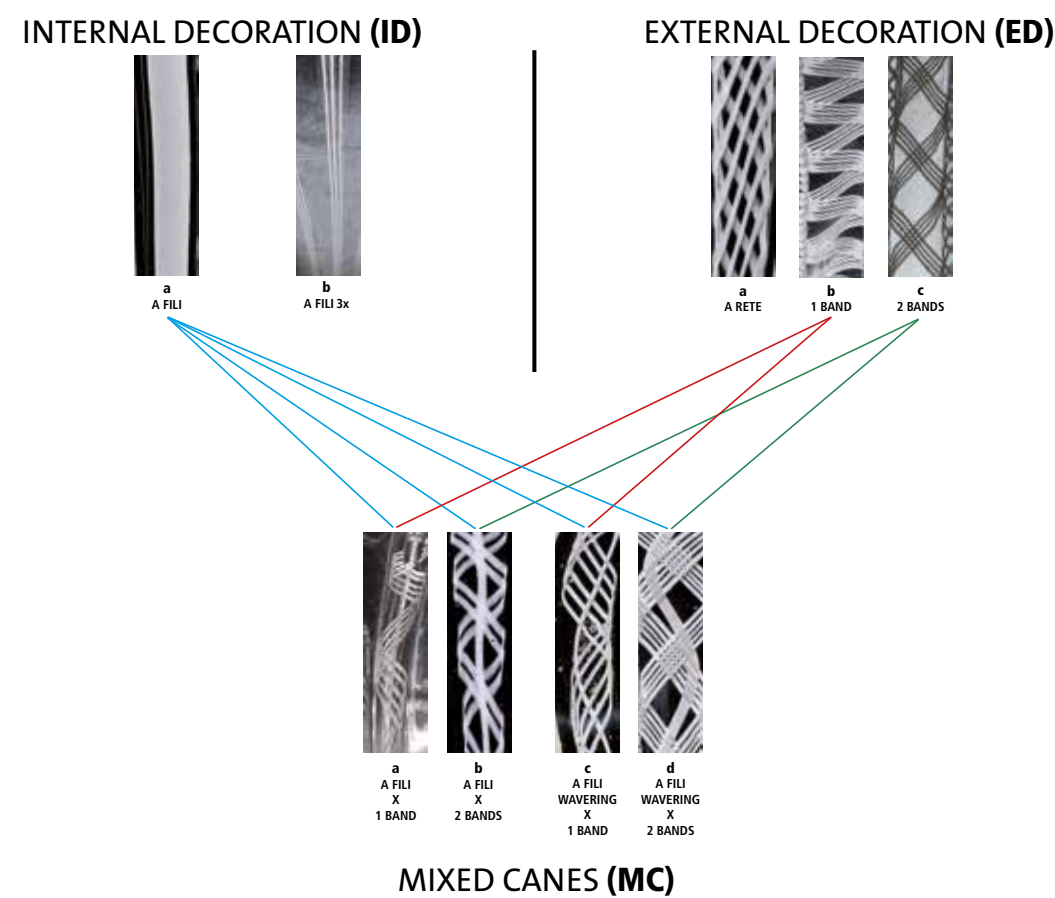 INTERNAL DECORATION (ID)
EXTERNAL DECORATION (ED)
a
A FILI
b
A FILI 3x
a
A RETE
b
1 BAND
c
2 BANDS
a
A FILI
X
1 BAND
b
A FILI
X
2 BANDS
c
A FILI
WAVERING
X
1 BAND
d
A FILI
WAVERING
X
2 BANDS
MIXED CANES (MC)